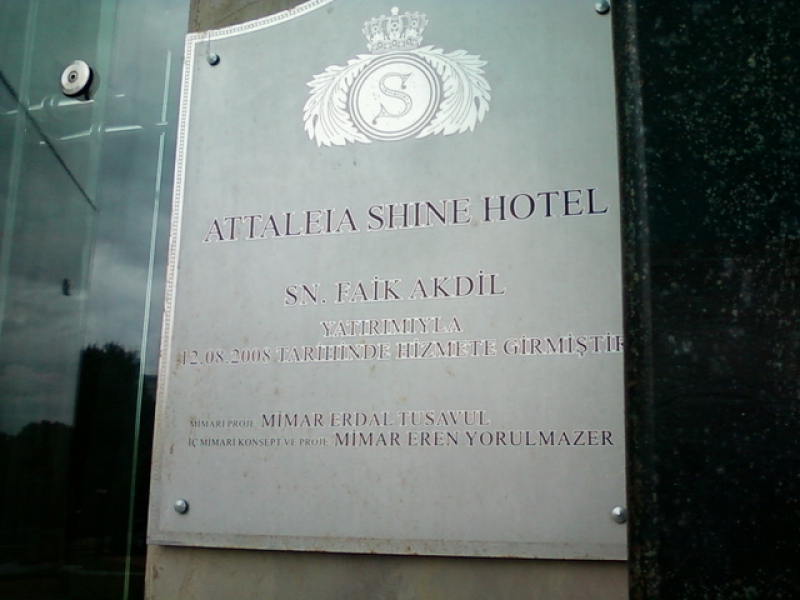 S
ATTALEIA SHINE HOTEL
SN. FAİK AKDİL
YATIRIMIYLA
12.08.2008 TARİHİNDE HİZMETE GİRMİŞTİR
MİMARİ PROJE MİMAR ERDAL TUSAVUL
İÇ MİMARİ KONSEPT VE PROJE MİMAR EREN YORULMAZER